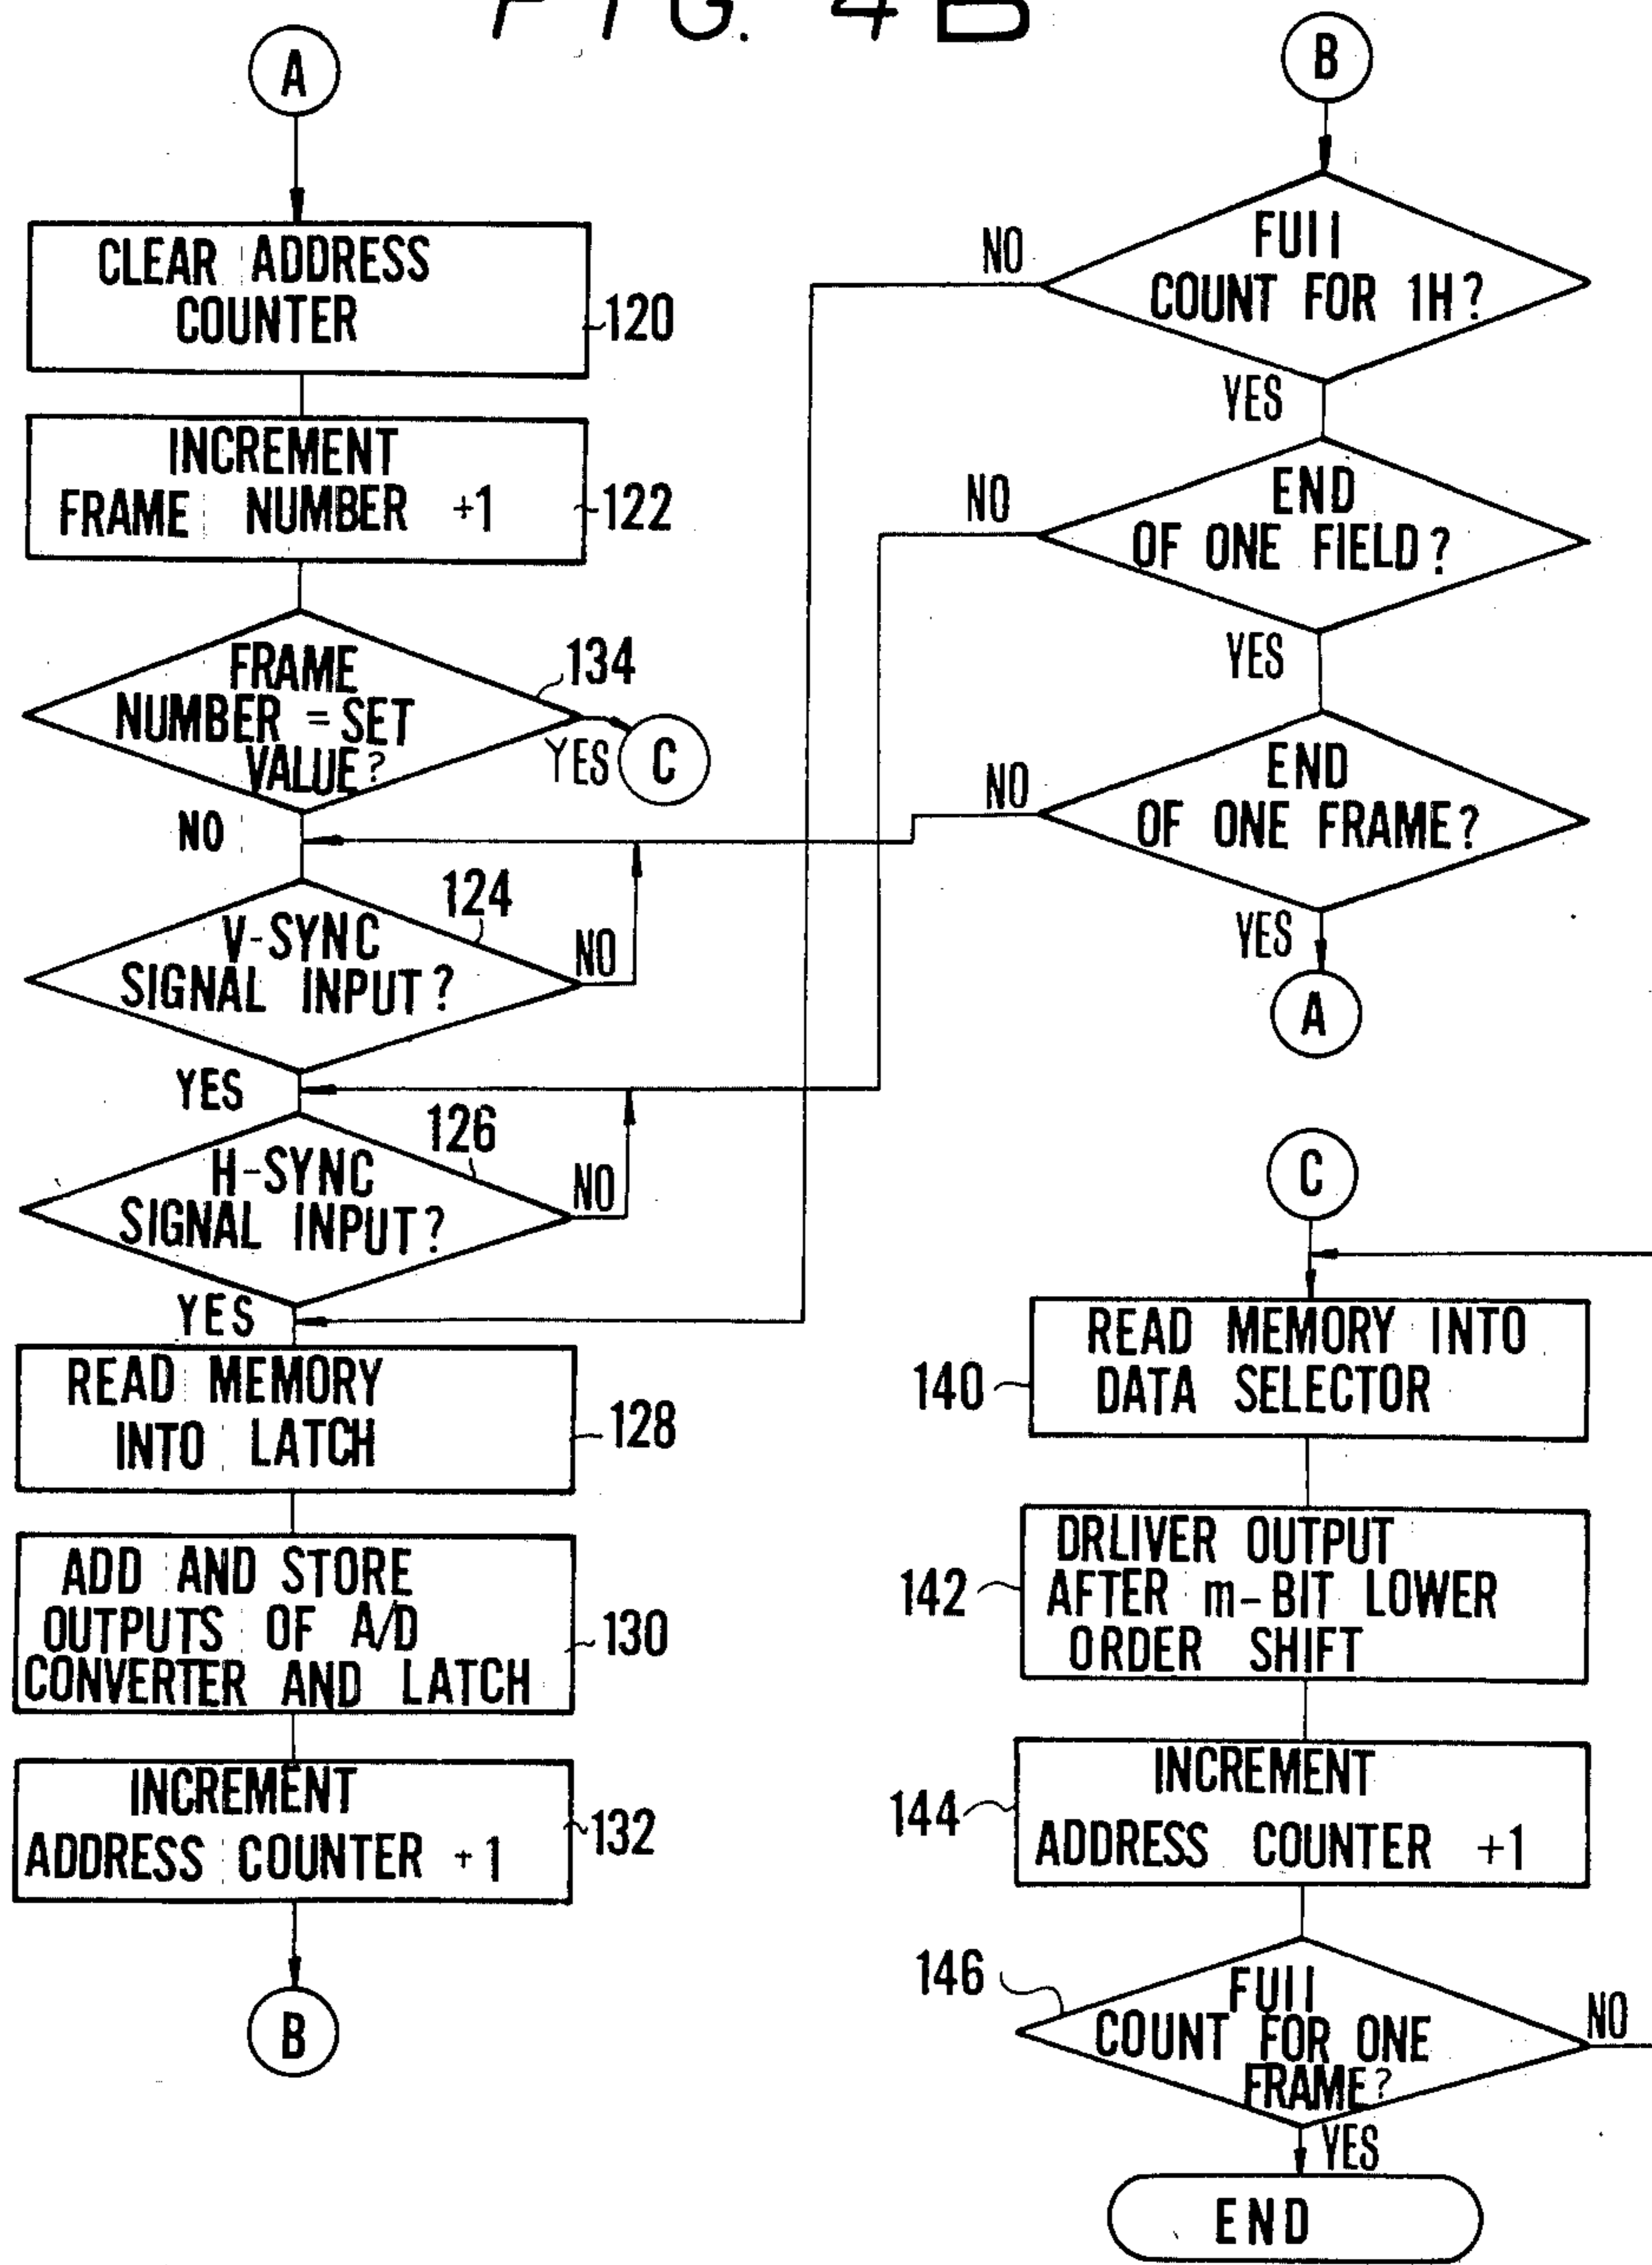 FIG. 4B
A
CLEAR ADDRESS
COUNTER
120
INCREMENT
FRAME NUMBER +1
122
FRAME
NUMBER = SET
VALUE?
134
YES
C
NO
V-SYNC
SIGNAL INPUT?
124
NO
YES
H-SYNC
SIGNAL INPUT?
126
NO
YES
READ MEMORY
INTO LATCH
128
ADD AND STORE
OUTPUTS OF A/D
CONVERTER AND LATCH
130
INCREMENT
ADDRESS COUNTER +1
132
B
B
FUll
COUNT FOR 1H?
NO
YES
END
OF ONE FIELD?
NO
YES
END
OF ONE FRAME?
NO
YES
A
C
READ MEMORY INTO
DATA SELECTOR
140
DRLIVER OUTPUT
AFTER m-BIT LOWER
ORDER SHIFT
142
INCREMENT
ADDRESS COUNTER +1
144
FUll
COUNT FOR ONE
FRAME?
146
NO
YES
END